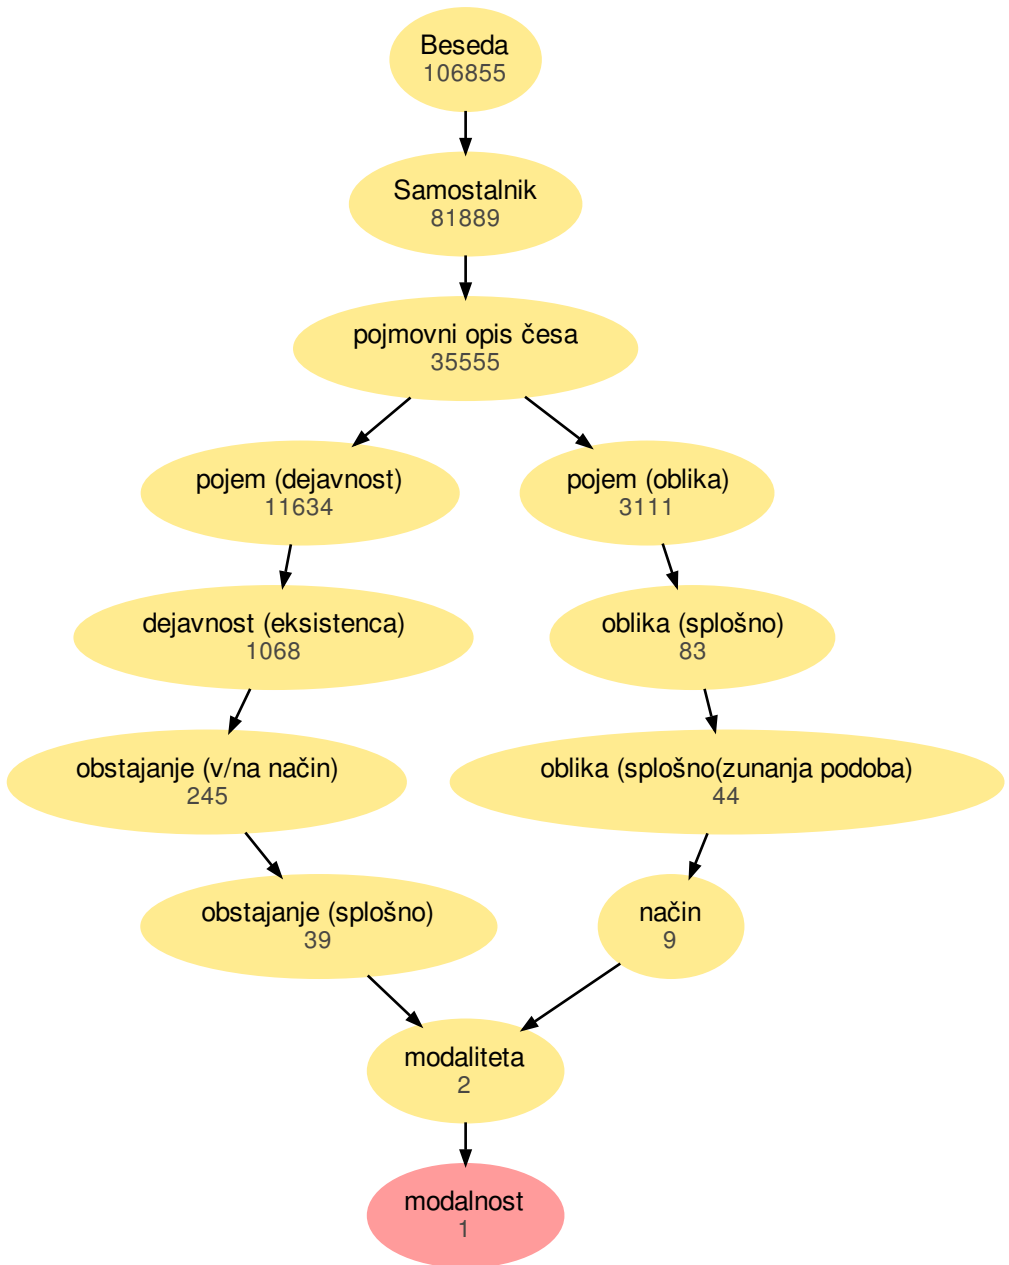 Beseda
106855
Samostalnik
81889
pojmovni opis česa
35555
pojem (dejavnost)
11634
pojem (oblika)
3111
dejavnost (eksistenca)
1068
oblika (splošno)
83
obstajanje (v/na način)
245
oblika (splošno(zunanja podoba)
44
obstajanje (splošno)
39
način
9
modaliteta
2
modalnost
1